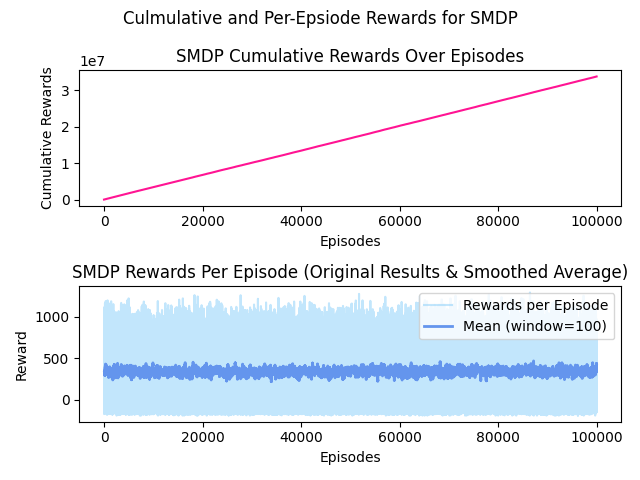 Culmulative and Per-Epsiode Rewards for SMDP
SMDP Cumulative Rewards Over Episodes
1e7
Cumulative Rewards
3
2
1
0
0 20000 40000 60000 80000 100000
Episodes
SMDP Rewards Per Episode (Original Results & Smoothed Average)
Reward
1000
500
0
Rewards per Episode
Mean (window=100)
0 20000 40000 60000 80000 100000
Episodes